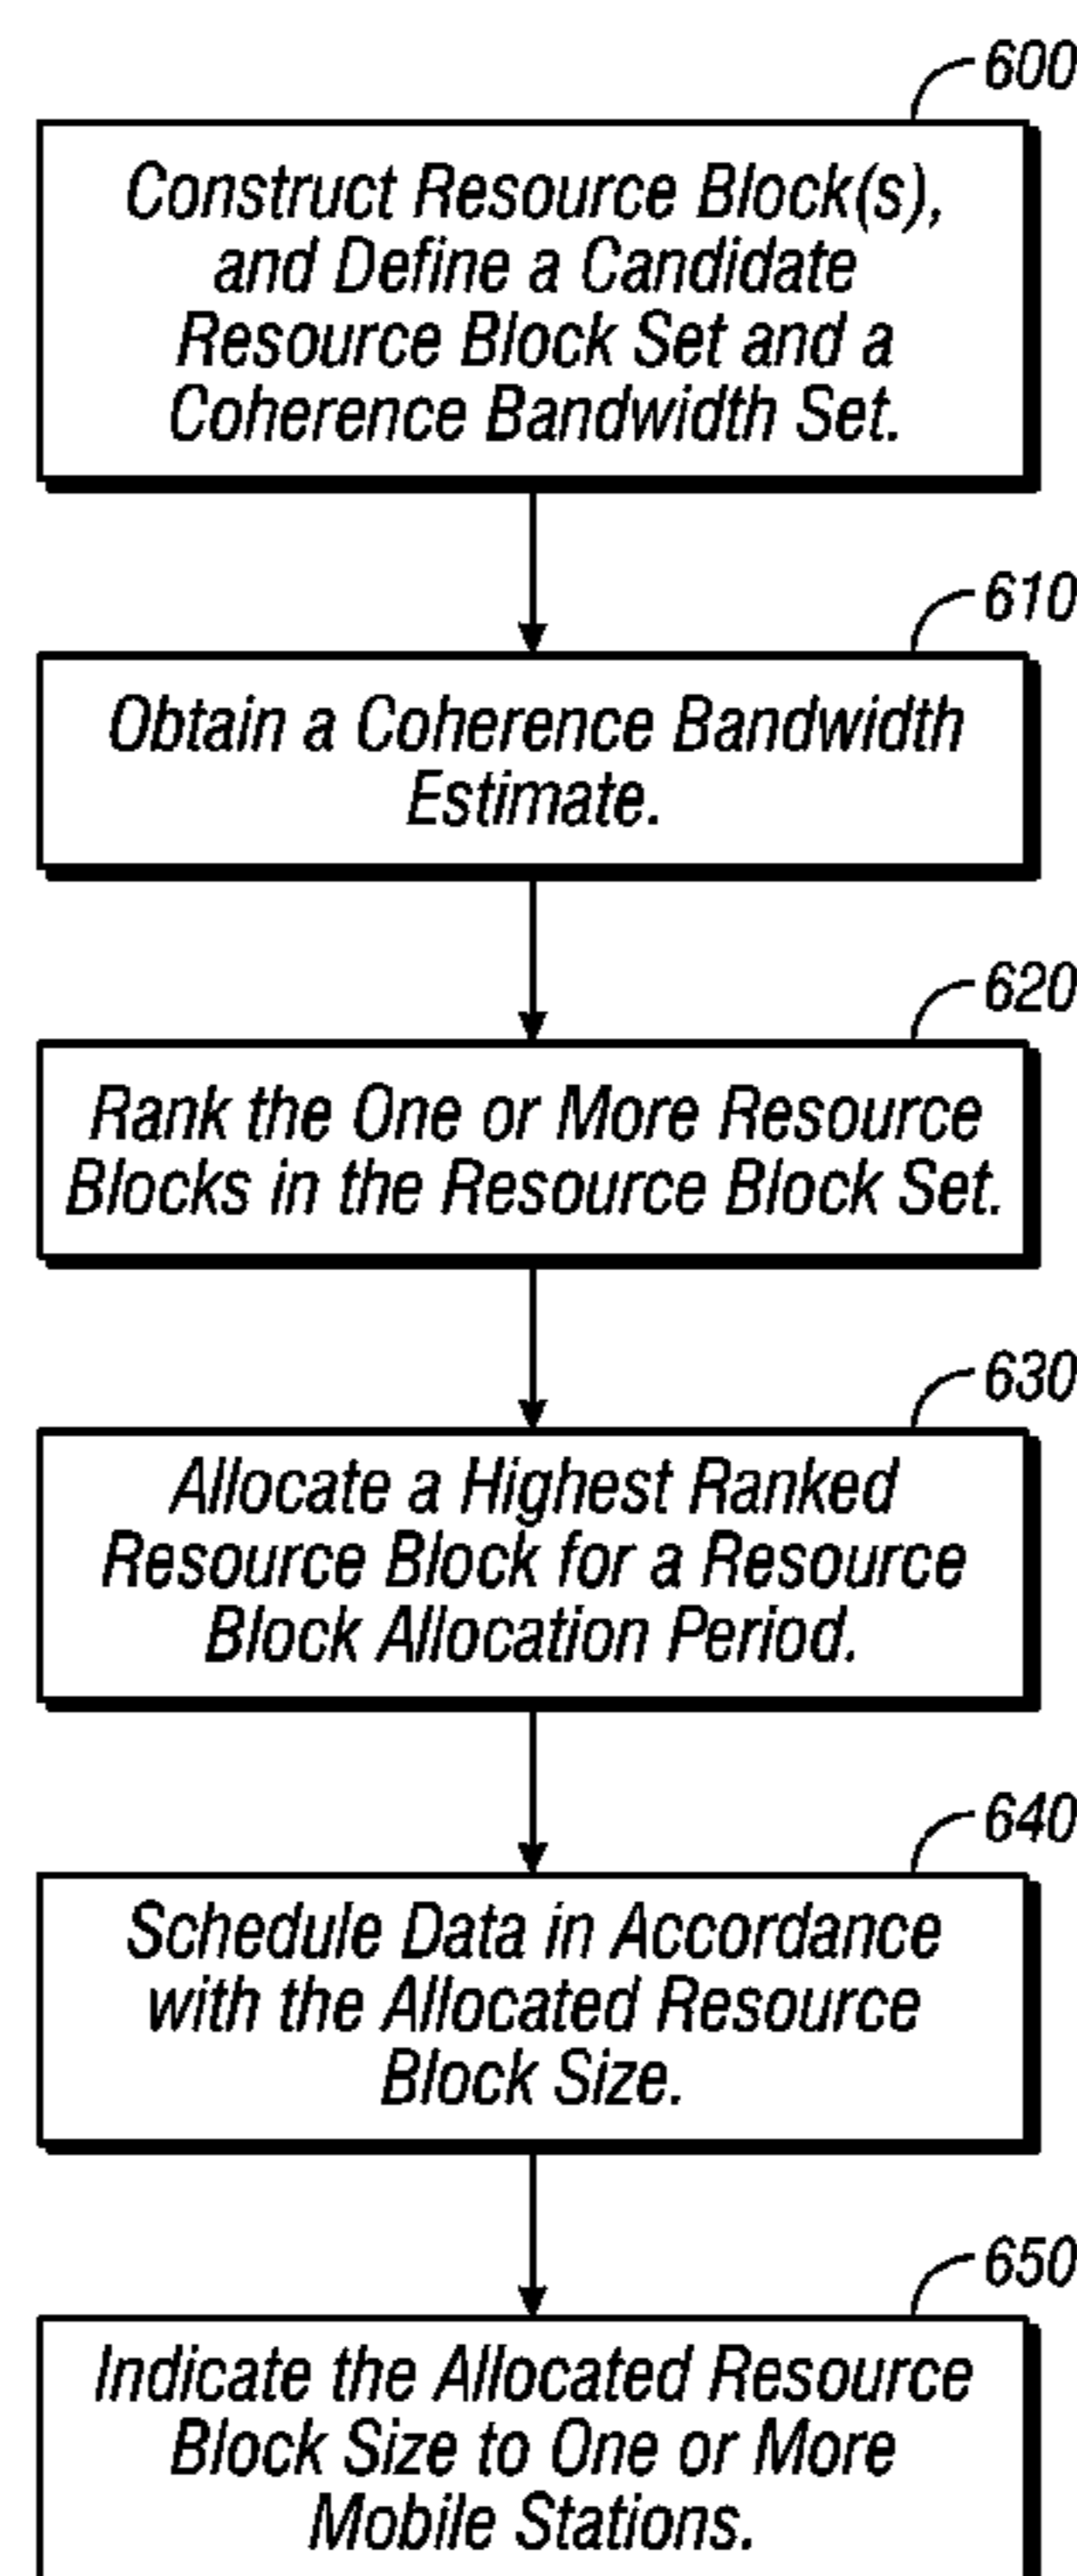 600
Construct Resource Block(s),
and Define a Candidate
Resource Block Set and a
Coherence Bandwidth Set.
610
Obtain a Coherence Bandwidth
Estimate.
620
Rank the One or More Resource
Blocks in the Resource Block Set.
630
Allocate a Highest Ranked
Resource Block for a Resource
Block Allocation Period.
640
Schedule Data in Accordance
with the Allocated Resource
Block Size.
650
Indicate the Allocated Resource
Block Size to One or More
Mobile Stations.